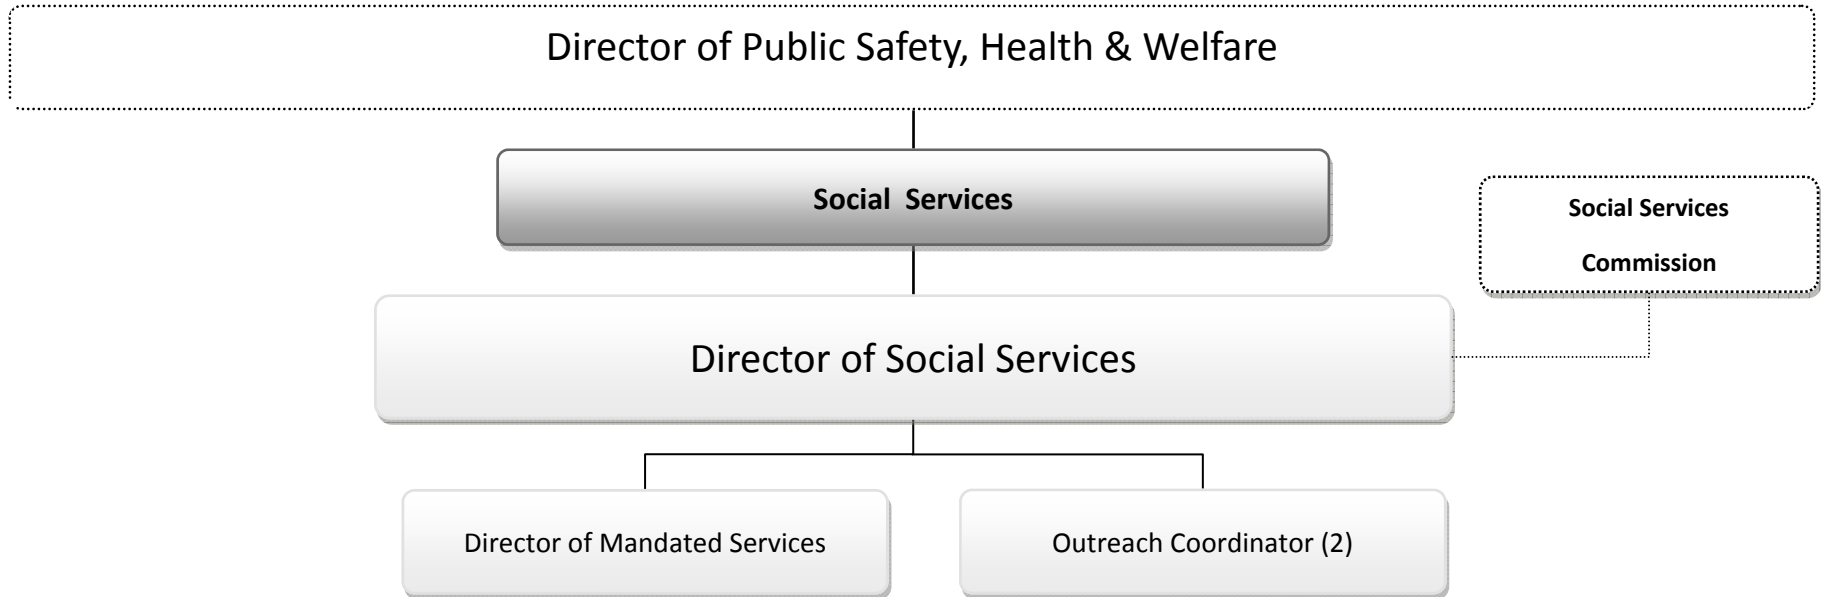 Director of Public Safety, Health & Welfare
Social Services
Social Services
Commission
Director of Social Services
Director of Mandated Services
Outreach Coordinator (2)